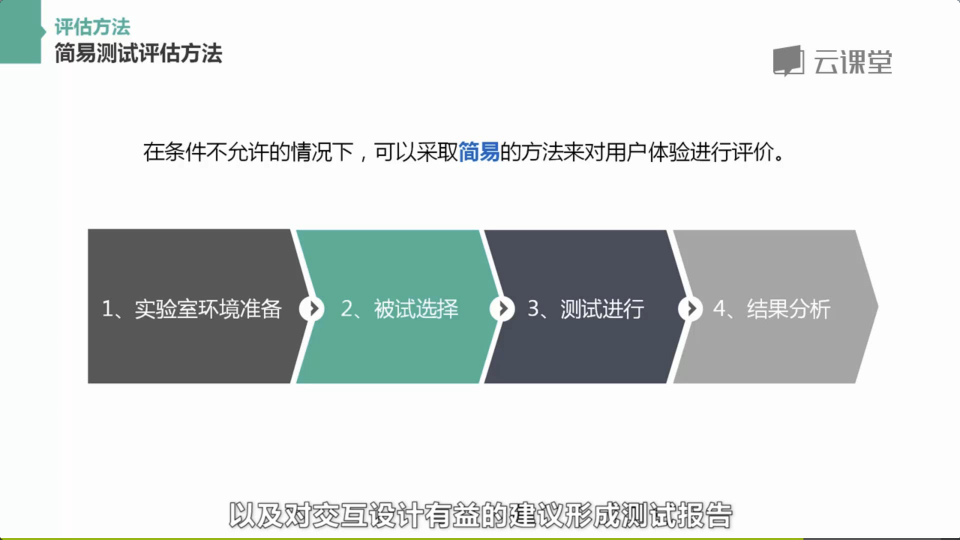 评估方法
简易测试评估方法
云课堂
在条件不允许的情况下，可以采取简易的方法来对用户体验进行评价。
1、实验室环境准备
2、被试选择
3、测试进行
4、结果分析
以及对交互设计有益的建议形成测试报告